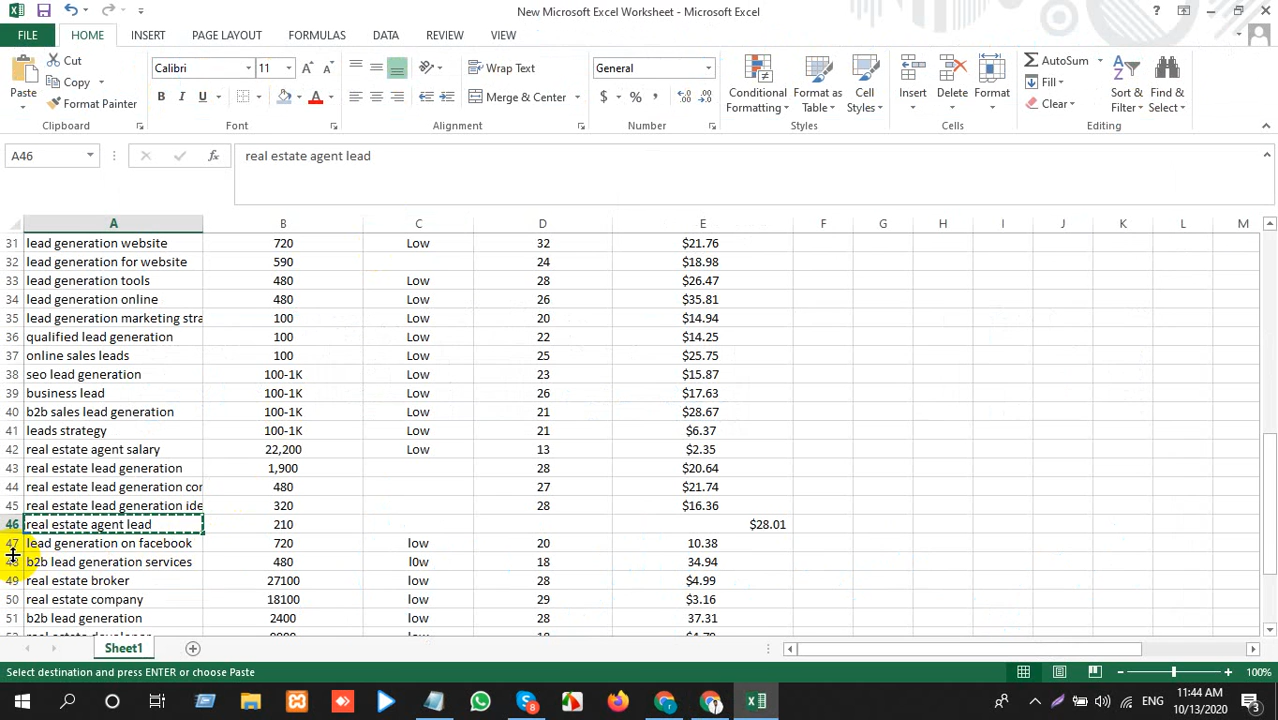 New Microsoft Excel Worksheet - Microsoft Excel
FILE HOME INSERT PAGE LAYOUT FORMULAS DATA REVIEW VIEW
Paste Cut Copy Format Painter Clipboard
Calibri 11 B I U A Font
Wrap Text Merge & Center Alignment
General $ % , Number
Conditional Formatting Format as Table Cell Styles Styles
Insert Delete Format Cells
AutoSum Fill Clear Sort & Filter Find & Select Editing
A46 fx real estate agent lead
A B C D E F G H I J K L M
31 lead generation website 720 Low 32 $21.76
32 lead generation for website 590 24 $18.98
33 lead generation tools 480 Low 28 $26.47
34 lead generation online 480 Low 26 $35.81
35 lead generation marketing stra 100 Low 20 $14.94
36 qualified lead generation 100 Low 22 $14.25
37 online sales leads 100 Low 25 $25.75
38 seo lead generation 100-1K Low 23 $15.87
39 business lead 100-1K Low 26 $17.63
40 b2b sales lead generation 100-1K Low 21 $28.67
41 leads strategy 100-1K Low 21 $6.37
42 real estate agent salary 22,200 Low 13 $2.35
43 real estate lead generation 1,900 28 $20.64
44 real estate lead generation con 480 27 $21.74
45 real estate lead generation ide 320 28 $16.36
46 real estate agent lead 210 $28.01
47 lead generation on facebook 720 low 20 10.38
48 b2b lead generation services 480 l0w 18 34.94
49 real estate broker 27100 low 28 $4.99
50 real estate company 18100 low 29 $3.16
51 b2b lead generation 2400 low 28 37.31
Sheet1
Select destination and press ENTER or choose Paste 100%
ENG 11:44 AM
10/13/2020